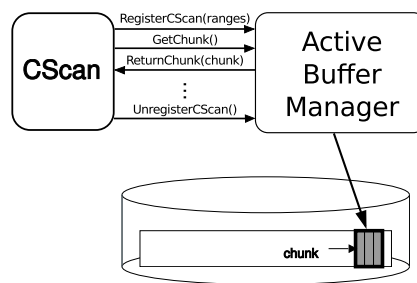 RegisterCScan(ranges)
GetChunk()
ReturnChunk(chunk)
UnregisterCScan()
CScan
Active
Buffer
Manager
chunk